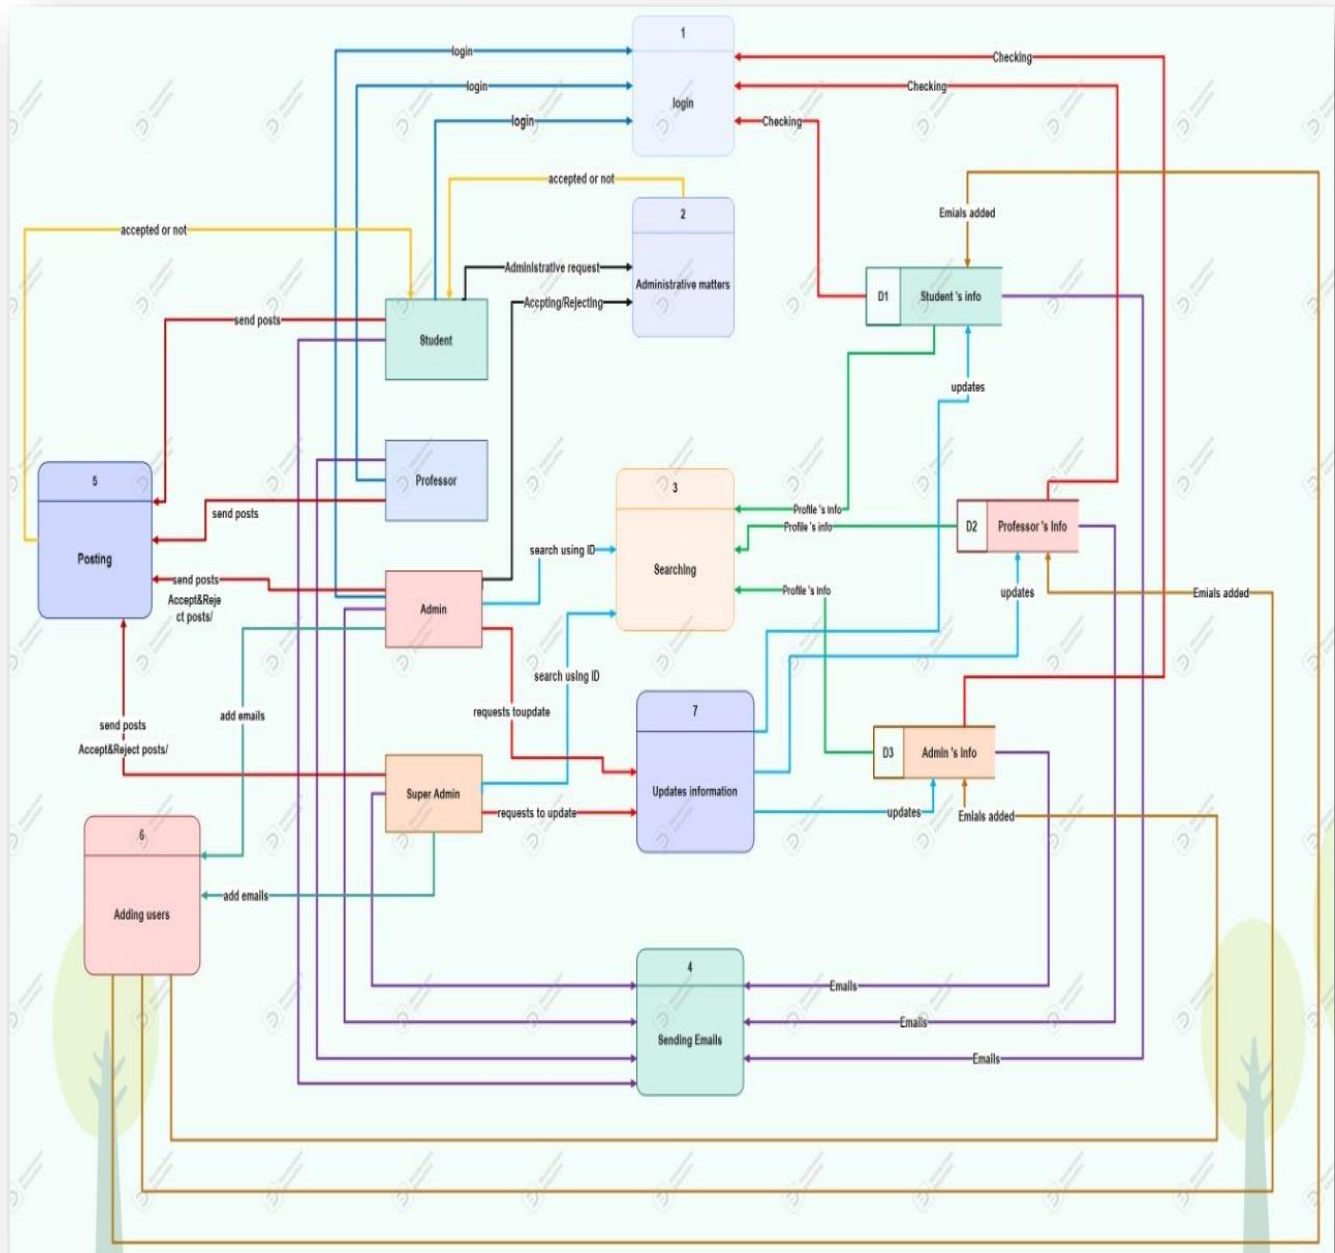 1
login
login
login
login
Checking
Checking
Checking
accepted or not
2
Administrative matters
accepted or not
Administrative request
Accpting/Rejecting
Emials added
D1
Student 's info
send posts
Student
updates
5
Posting
Professor
send posts
3
Searching
Profile 's info
Profile 's info
Profile 's info
D2
Professor 's Info
search using ID
send posts
Accept&Reje
ct posts/
Admin
updates
Emials added
search using ID
add emails
requests toupdate
send posts
Accept&Reject posts/
7
Updates information
D3
Admin 's Info
Super Admin
requests to update
updates
Emials added
6
Adding users
add emails
4
Sending Emails
Emails
Emails
Emails